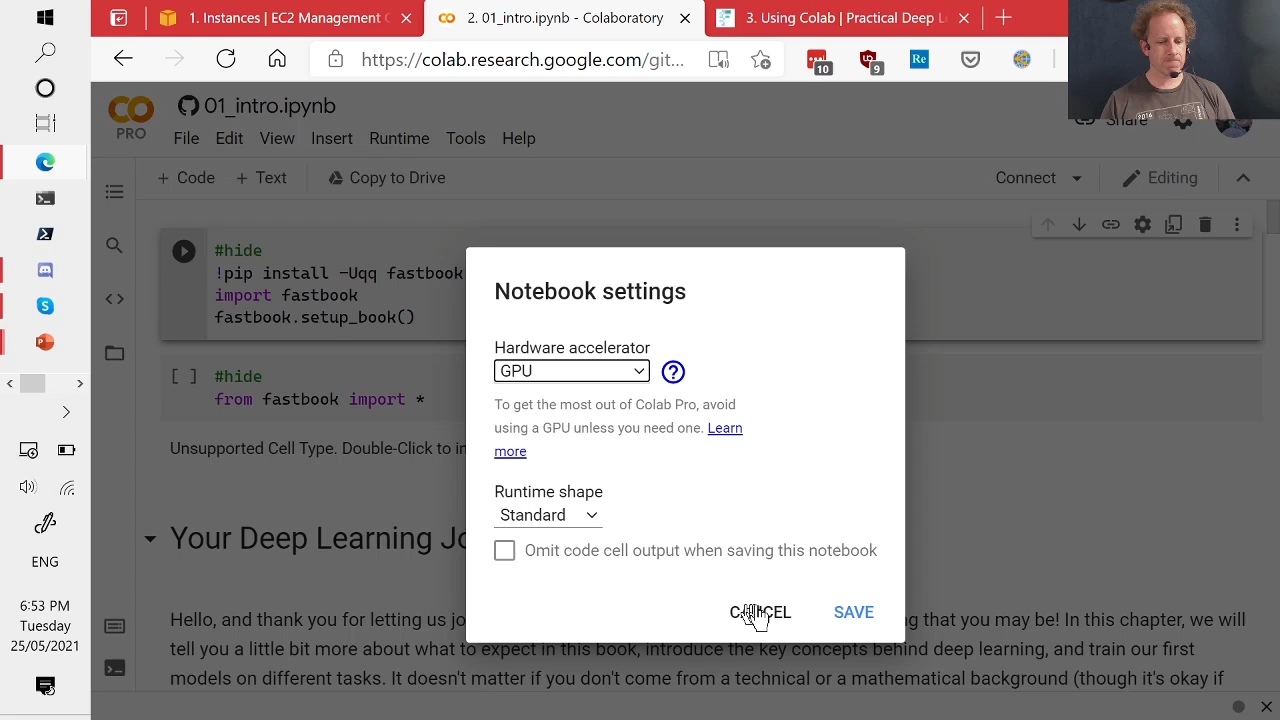 1. Instances | EC2 Management C
2. 01_intro.ipynb - Colaboratory
3. Using Colab | Practical Deep L
https://colab.research.google.com/git...
10
9
Re
PRO
01_intro.ipynb
Share
File Edit View Insert Runtime Tools Help
+ Code + Text Copy to Drive
Connect
Editing
#hide
!pip install -Uqq fastbook
import fastbook
fastbook.setup_book()
[ ] #hide
from fastbook import *
Unsupported Cell Type. Double-Click to in
Your Deep Learning Jo
Hello, and thank you for letting us jo
g that you may be! In this chapter, we will
tell you a little bit more about what to expect in this book, introduce the key concepts behind deep learning, and train our first
models on different tasks. It doesn't matter if you don't come from a technical or a mathematical background (though it's okay if
Notebook settings
Hardware accelerator
GPU
?
To get the most out of Colab Pro, avoid
using a GPU unless you need one. Learn
more
Runtime shape
Standard
Omit code cell output when saving this notebook
CANCEL
SAVE
ENG
6:53 PM
Tuesday
25/05/2021